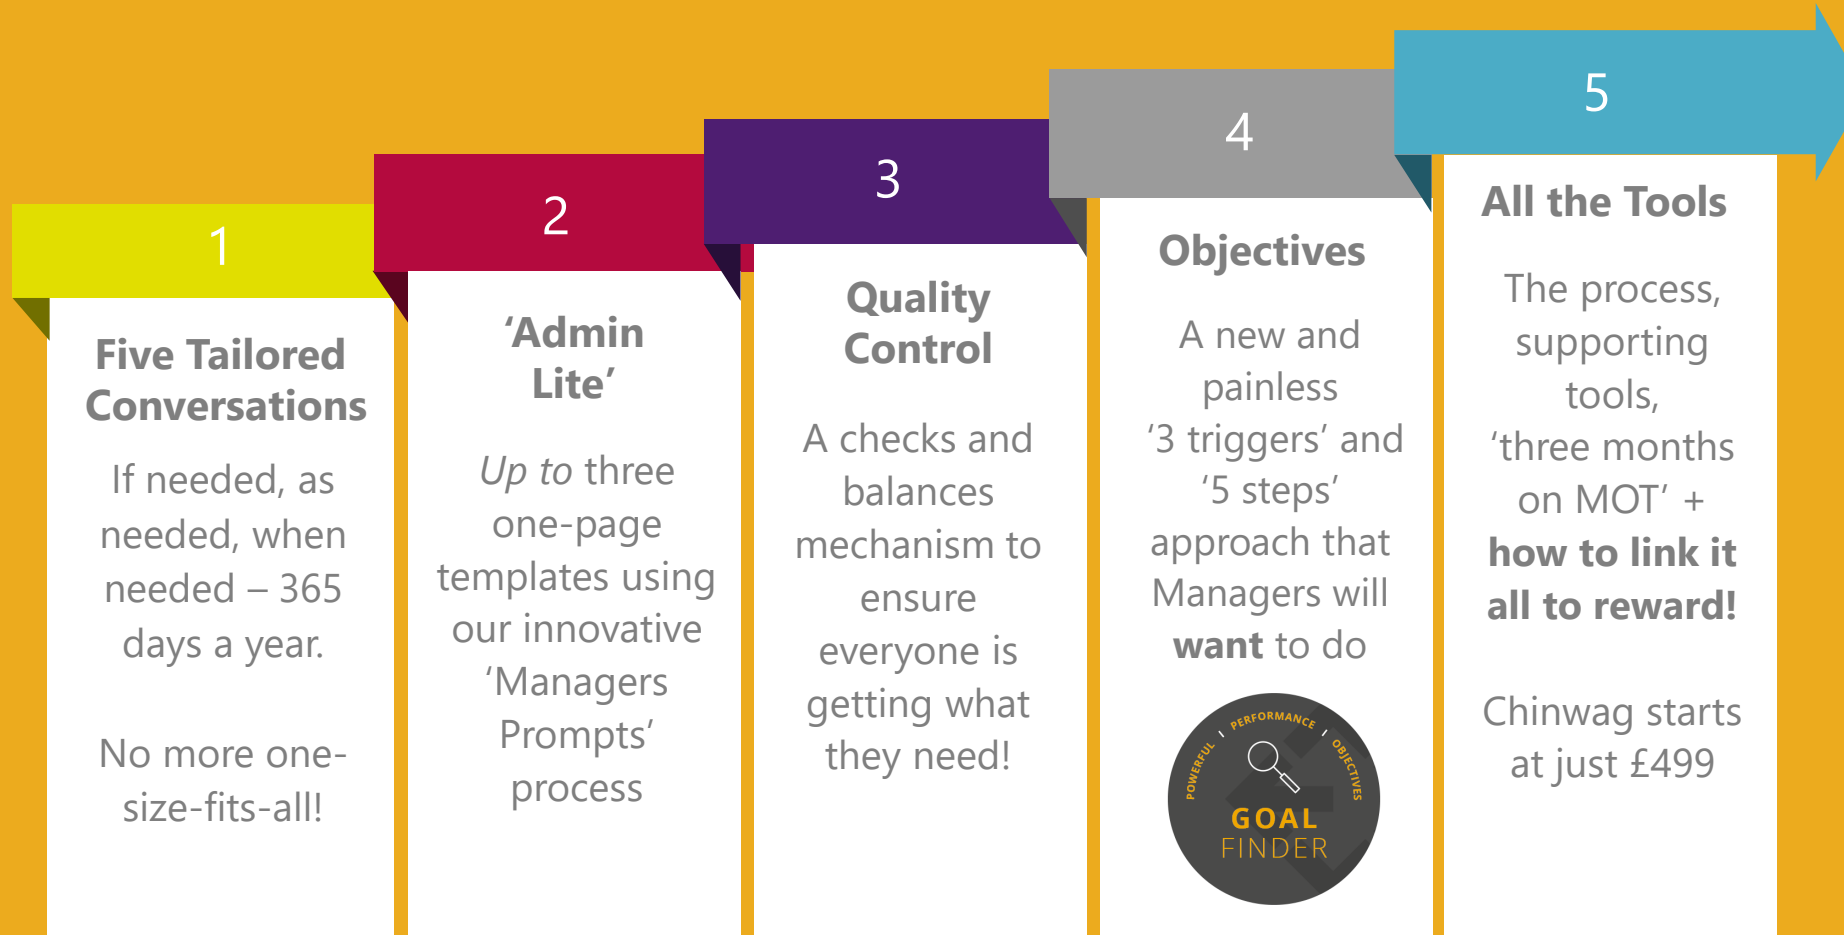 1
Five Tailored
Conversations
If needed, as
needed, when
needed – 365
days a year.
No more one-
size-fits-all!
2
‘Admin
Lite’
Up to three
one-page
templates using
our innovative
‘Managers
Prompts’
process
3
Quality
Control
A checks and
balances
mechanism to
ensure
everyone is
getting what
they need!
4
Objectives
A new and
painless
‘3 triggers’ and
‘5 steps’
approach that
Managers will
want to do
POWERFUL | PERFORMANCE | OBJECTIVES
GOAL
FINDER
5
All the Tools
The process,
supporting
tools,
‘three months
on MOT’ +
how to link it
all to reward!
Chinwag starts
at just £499